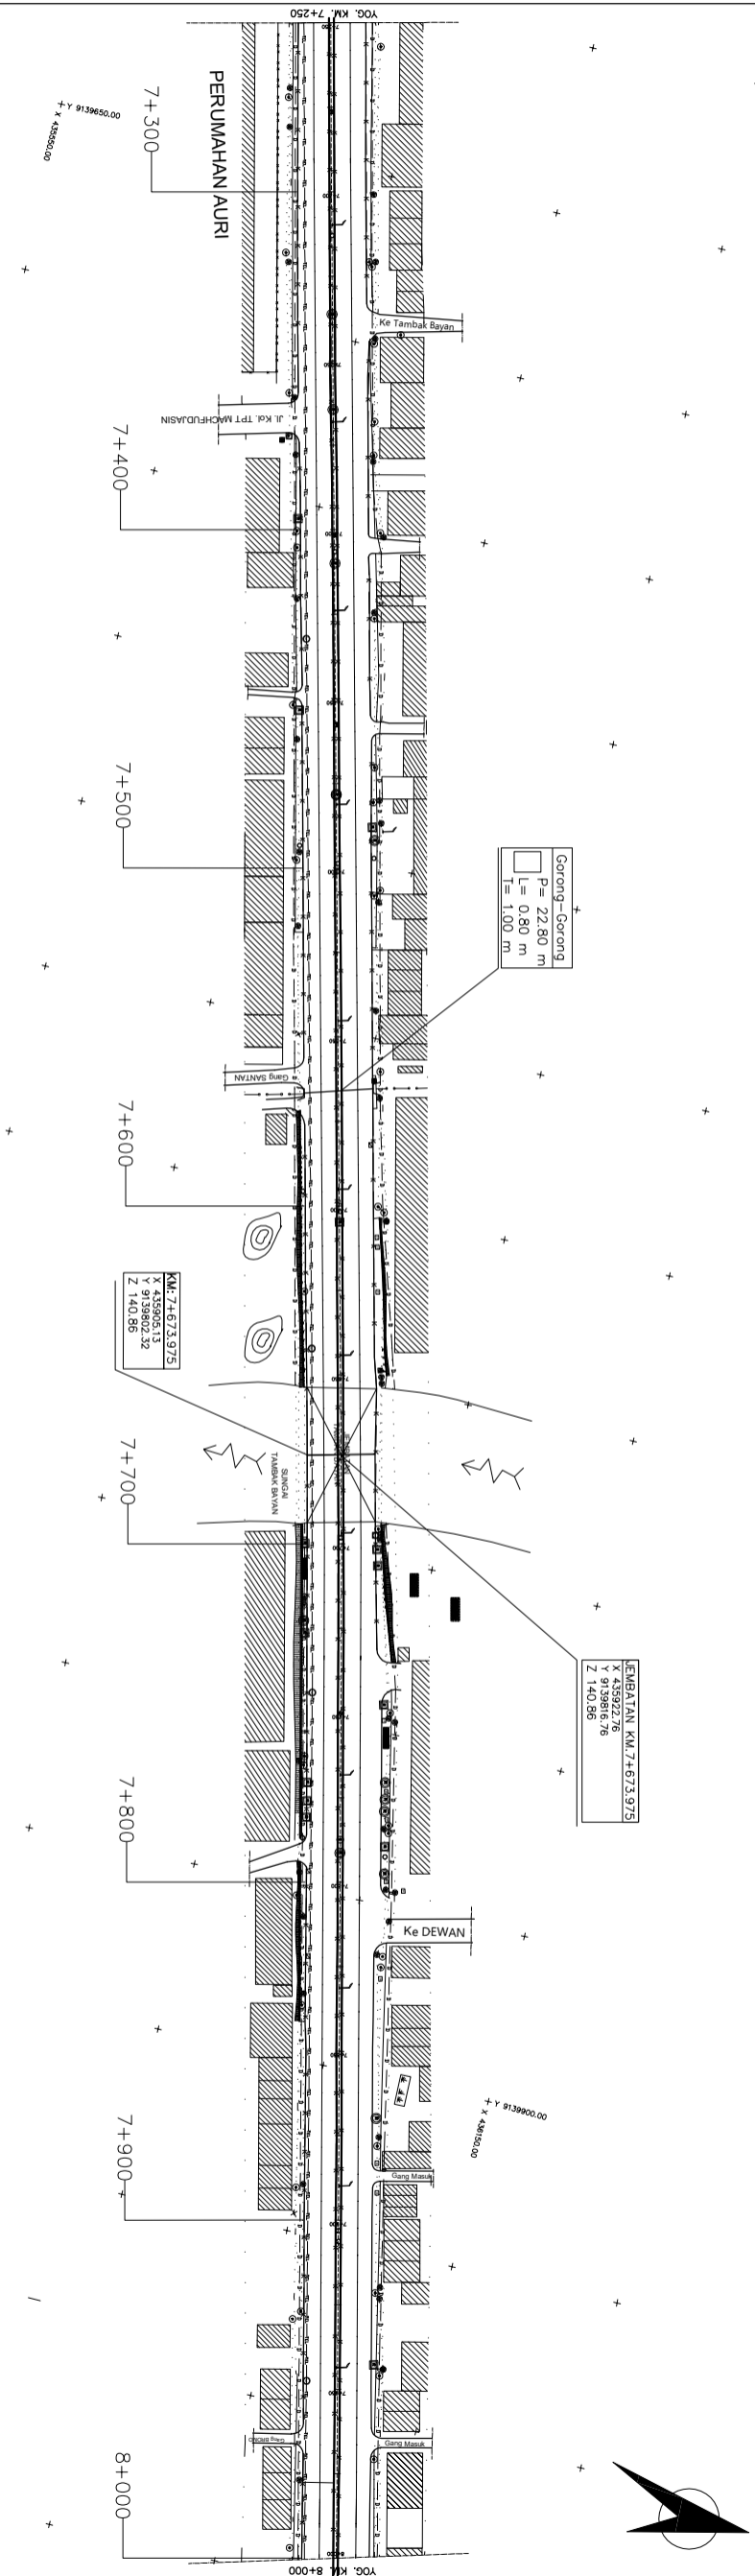 YOG. KM. 7+250
PERUMAHAN AURI
7+300
Y 9139650.00
X 435550.00
Ke Tambak Bayan
Jl. Kol. TPT MACHFUDJASIN
7+400
7+500
Gorong-Gorong
P= 22.80 m
L= 0.80 m
T= 1.00 m
Gang SANTAN
7+600
KM:7+673.975
X 435905.13
Y 9139802.32
Z 140.86
SUNGAI
TAMBAK BAYAN
7+700
JEMBATAN KM.7+673.975
X 435922.76
Y 9139816.76
Z 140.86
7+800
Ke DEWAN
Y 9139900.00
X 436150.00
7+900
Gang Masuk
Gang Masuk
8+000
YOG. KM. 8+000